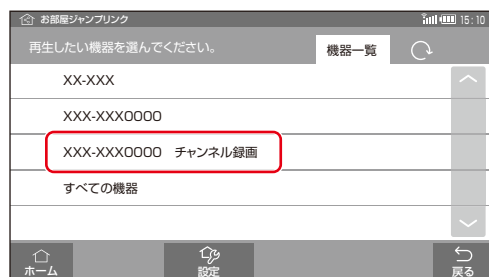 お部屋ジャンプリンク 15:10
再生したい機器を選んでください。 機器一覧
XX-XXX
XXX-XXX0000
XXX-XXX0000 チャンネル録画
すべての機器
ホーム 設定 戻る